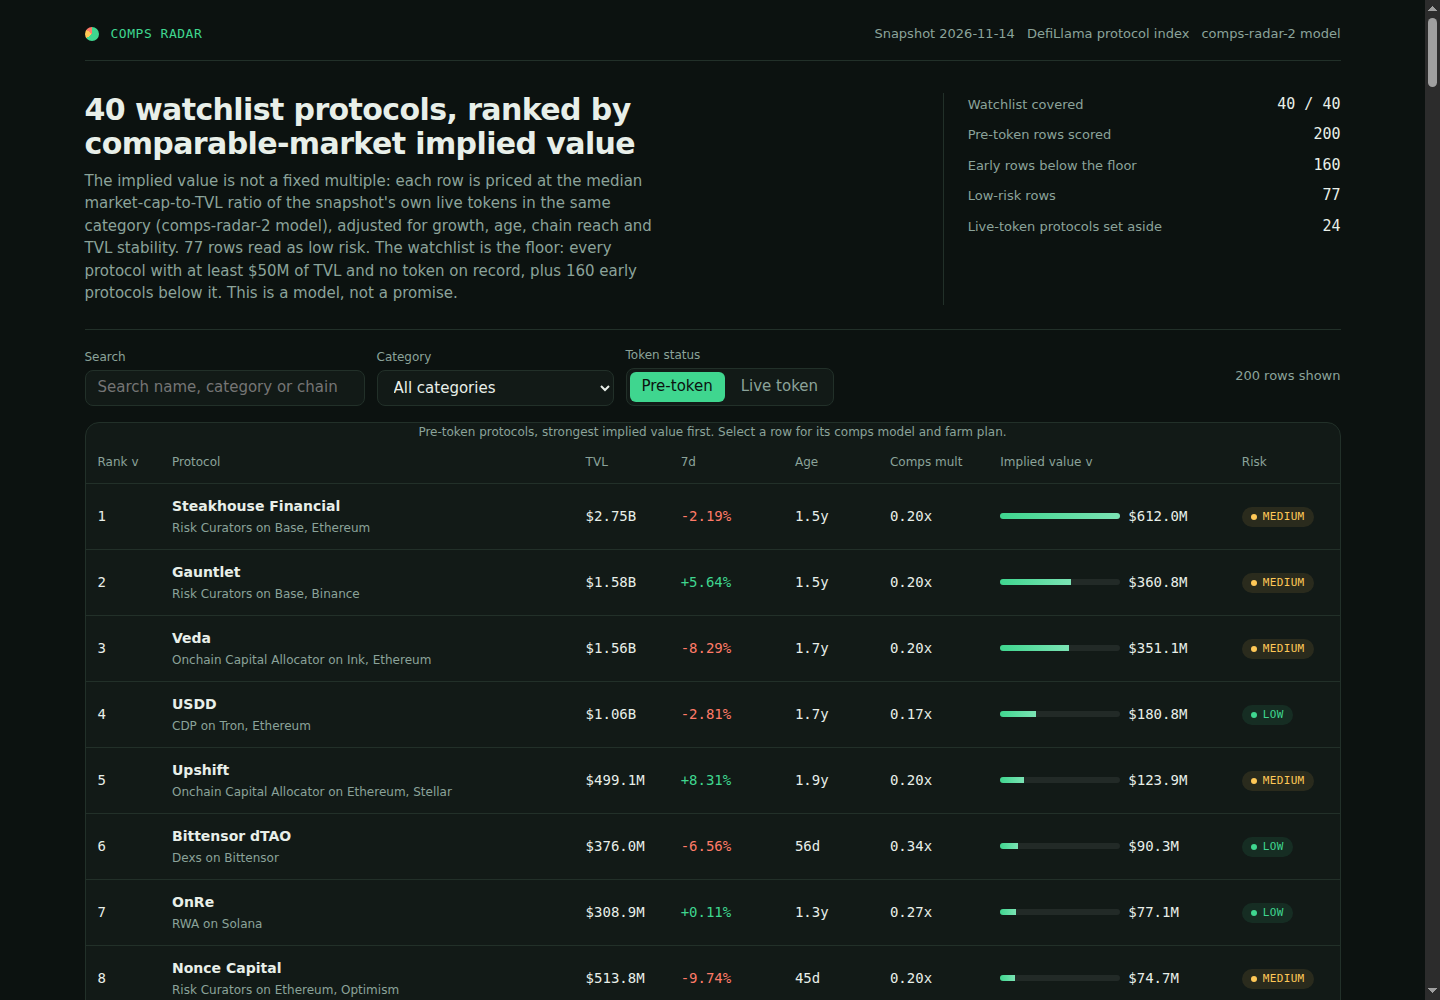 COMPS RADAR
Snapshot 2026-11-14 DefiLlama protocol index comps-radar-2 model
40 watchlist protocols, ranked by
comparable-market implied value
The implied value is not a fixed multiple: each row is priced at the median
market-cap-to-TVL ratio of the snapshot's own live tokens in the same
category (comps-radar-2 model), adjusted for growth, age, chain reach and
TVL stability. 77 rows read as low risk. The watchlist is the floor: every
protocol with at least $50M of TVL and no token on record, plus 160 early
protocols below it. This is a model, not a promise.
Watchlist covered 40 / 40
Pre-token rows scored 200
Early rows below the floor 160
Low-risk rows 77
Live-token protocols set aside 24
Search Category Token status
Search name, category or chain All categories Pre-token Live token
200 rows shown
Pre-token protocols, strongest implied value first. Select a row for its comps model and farm plan.
Rank v Protocol TVL 7d Age Comps mult Implied value v Risk
1 Steakhouse Financial $2.75B -2.19% 1.5y 0.20x $612.0M MEDIUM
Risk Curators on Base, Ethereum
2 Gauntlet $1.58B +5.64% 1.5y 0.20x $360.8M MEDIUM
Risk Curators on Base, Binance
3 Veda $1.56B -8.29% 1.7y 0.20x $351.1M MEDIUM
Onchain Capital Allocator on Ink, Ethereum
4 USDD $1.06B -2.81% 1.7y 0.17x $180.8M LOW
CDP on Tron, Ethereum
5 Upshift $499.1M +8.31% 1.9y 0.20x $123.9M MEDIUM
Onchain Capital Allocator on Ethereum, Stellar
6 Bittensor dTAO $376.0M -6.56% 56d 0.34x $90.3M LOW
Dexs on Bittensor
7 OnRe $308.9M +0.11% 1.3y 0.27x $77.1M LOW
RWA on Solana
8 Nonce Capital $513.8M -9.74% 45d 0.20x $74.7M MEDIUM
Risk Curators on Ethereum, Optimism